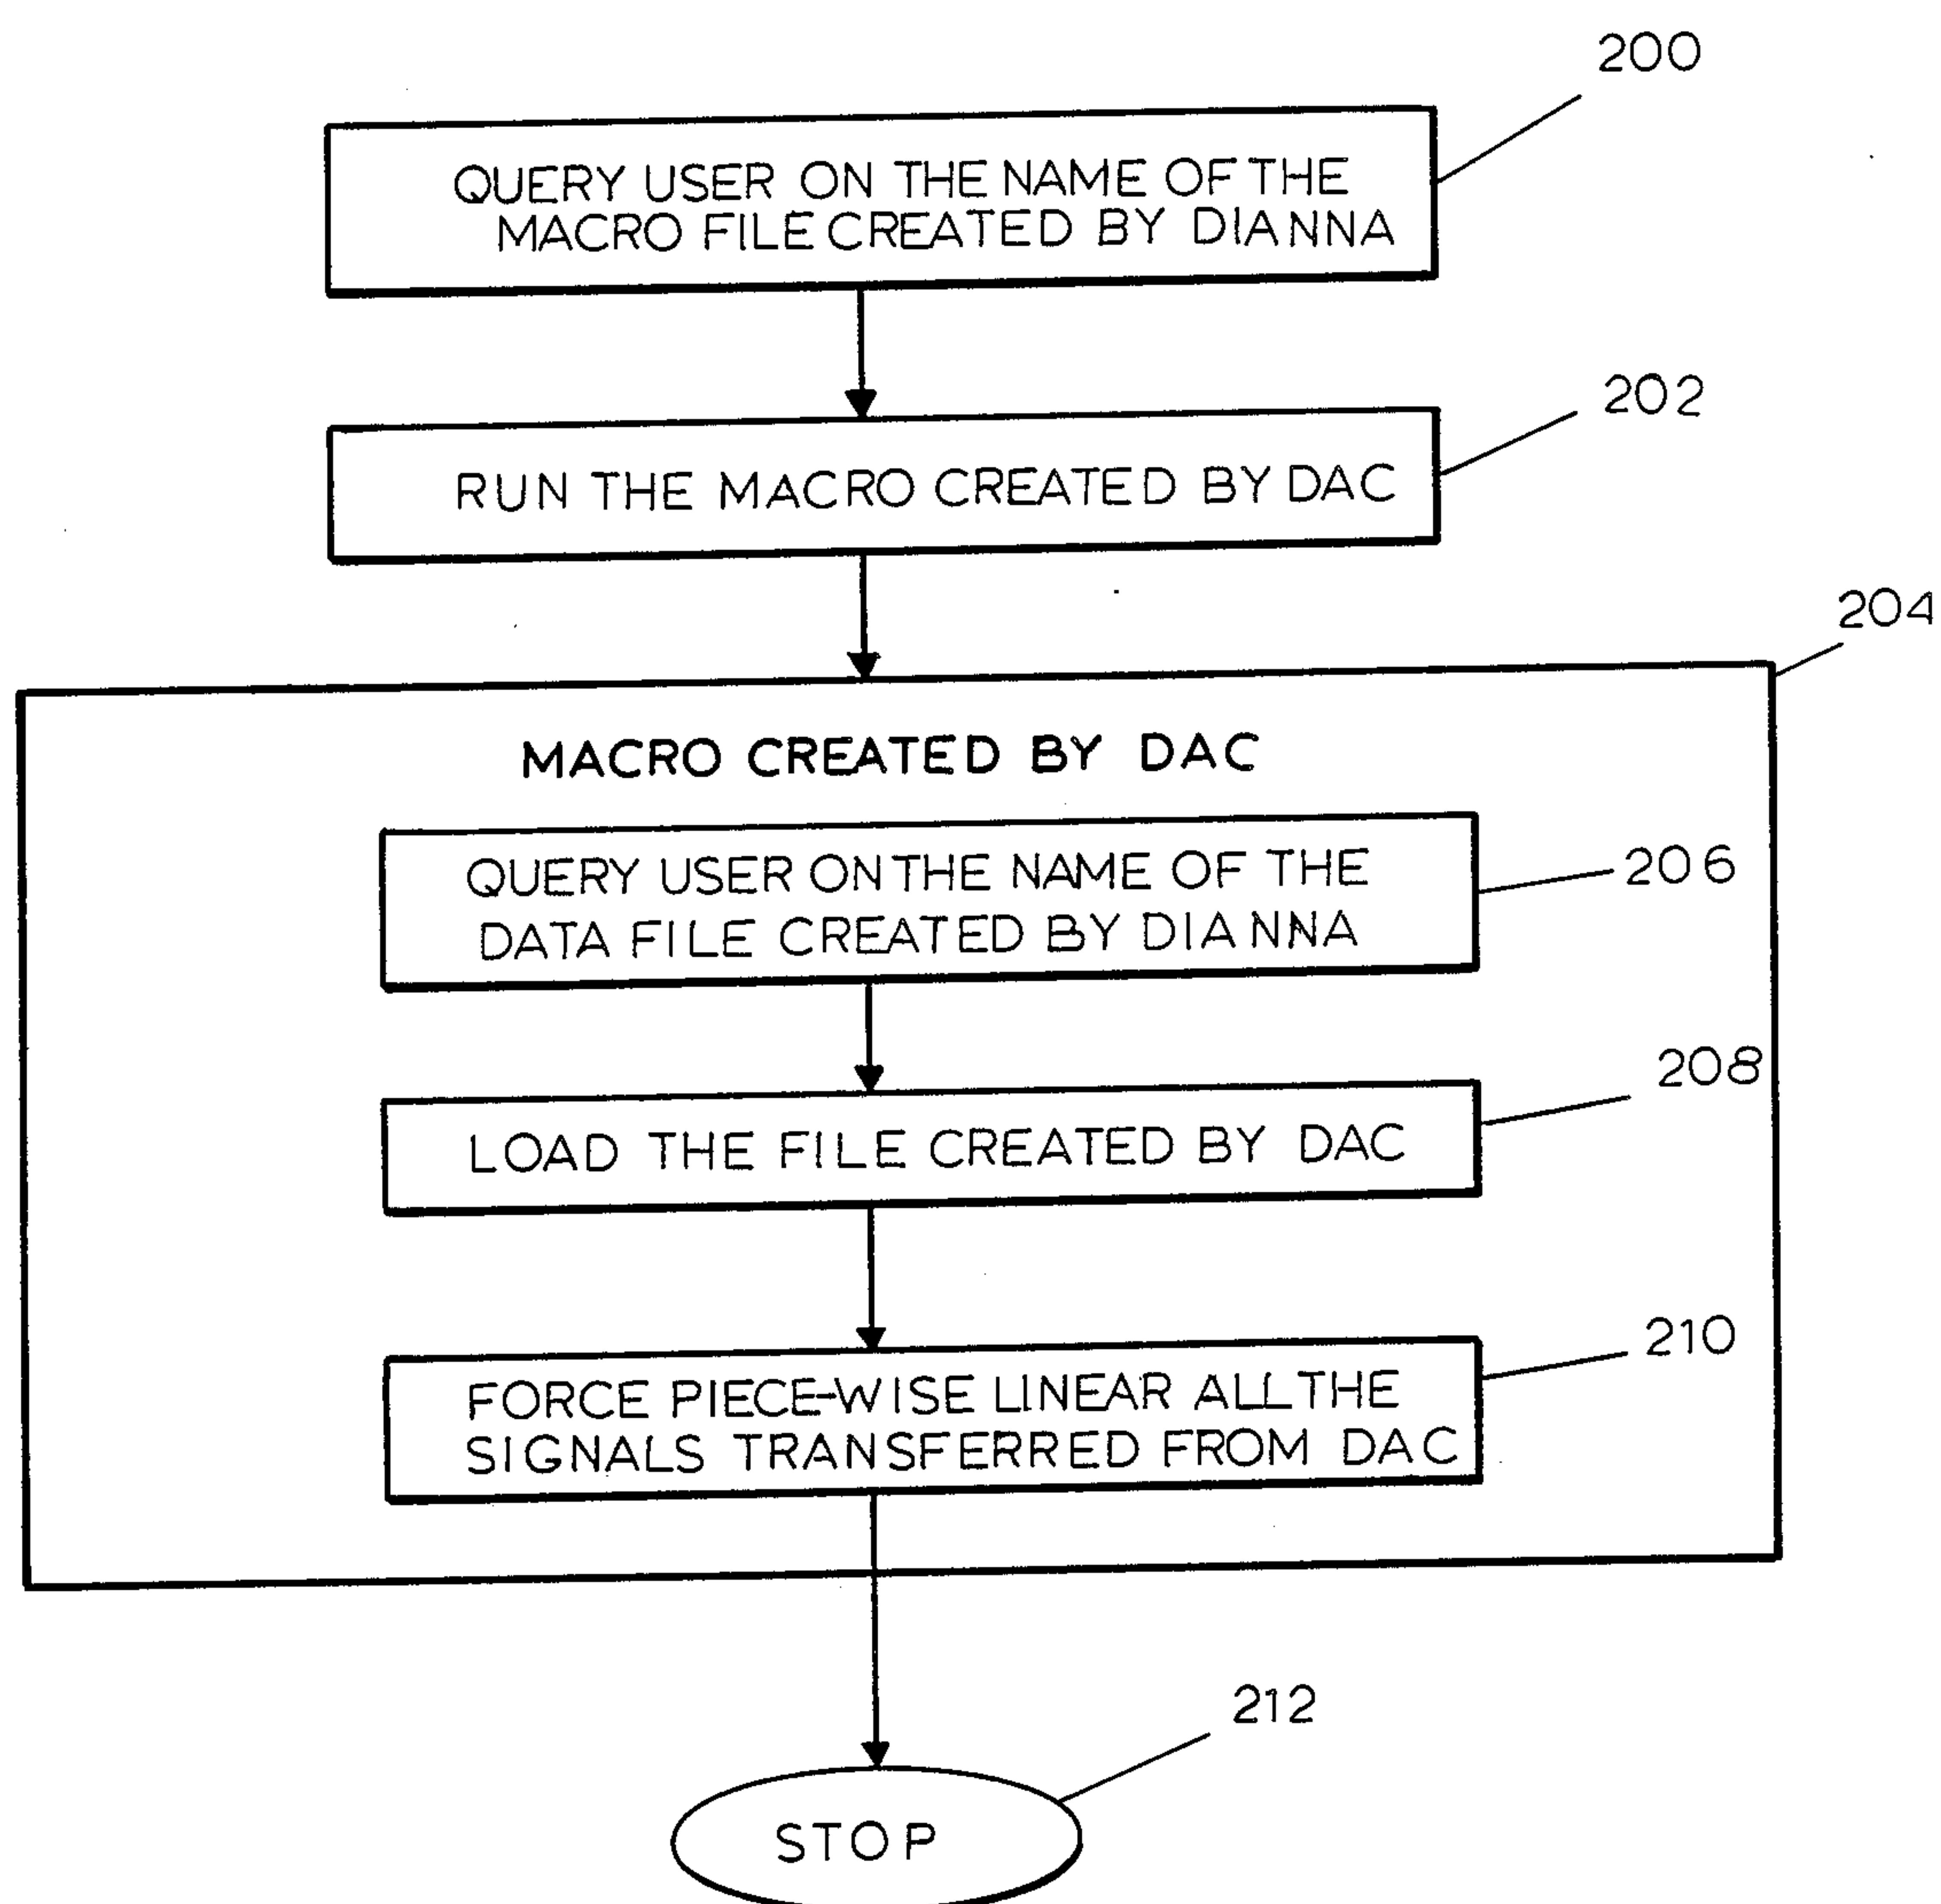 200
QUERY USER ON THE NAME OF THE
MACRO FILE CREATED BY DIANNA
202
RUN THE MACRO CREATED BY DAC
204
MACRO CREATED BY DAC
QUERY USER ON THE NAME OF THE
DATA FILE CREATED BY DIANNA
206
208
LOAD THE FILE CREATED BY DAC
210
FORCE PIECE-WISE LINEAR ALL THE
SIGNALS TRANSFERRED FROM DAC
212
STOP